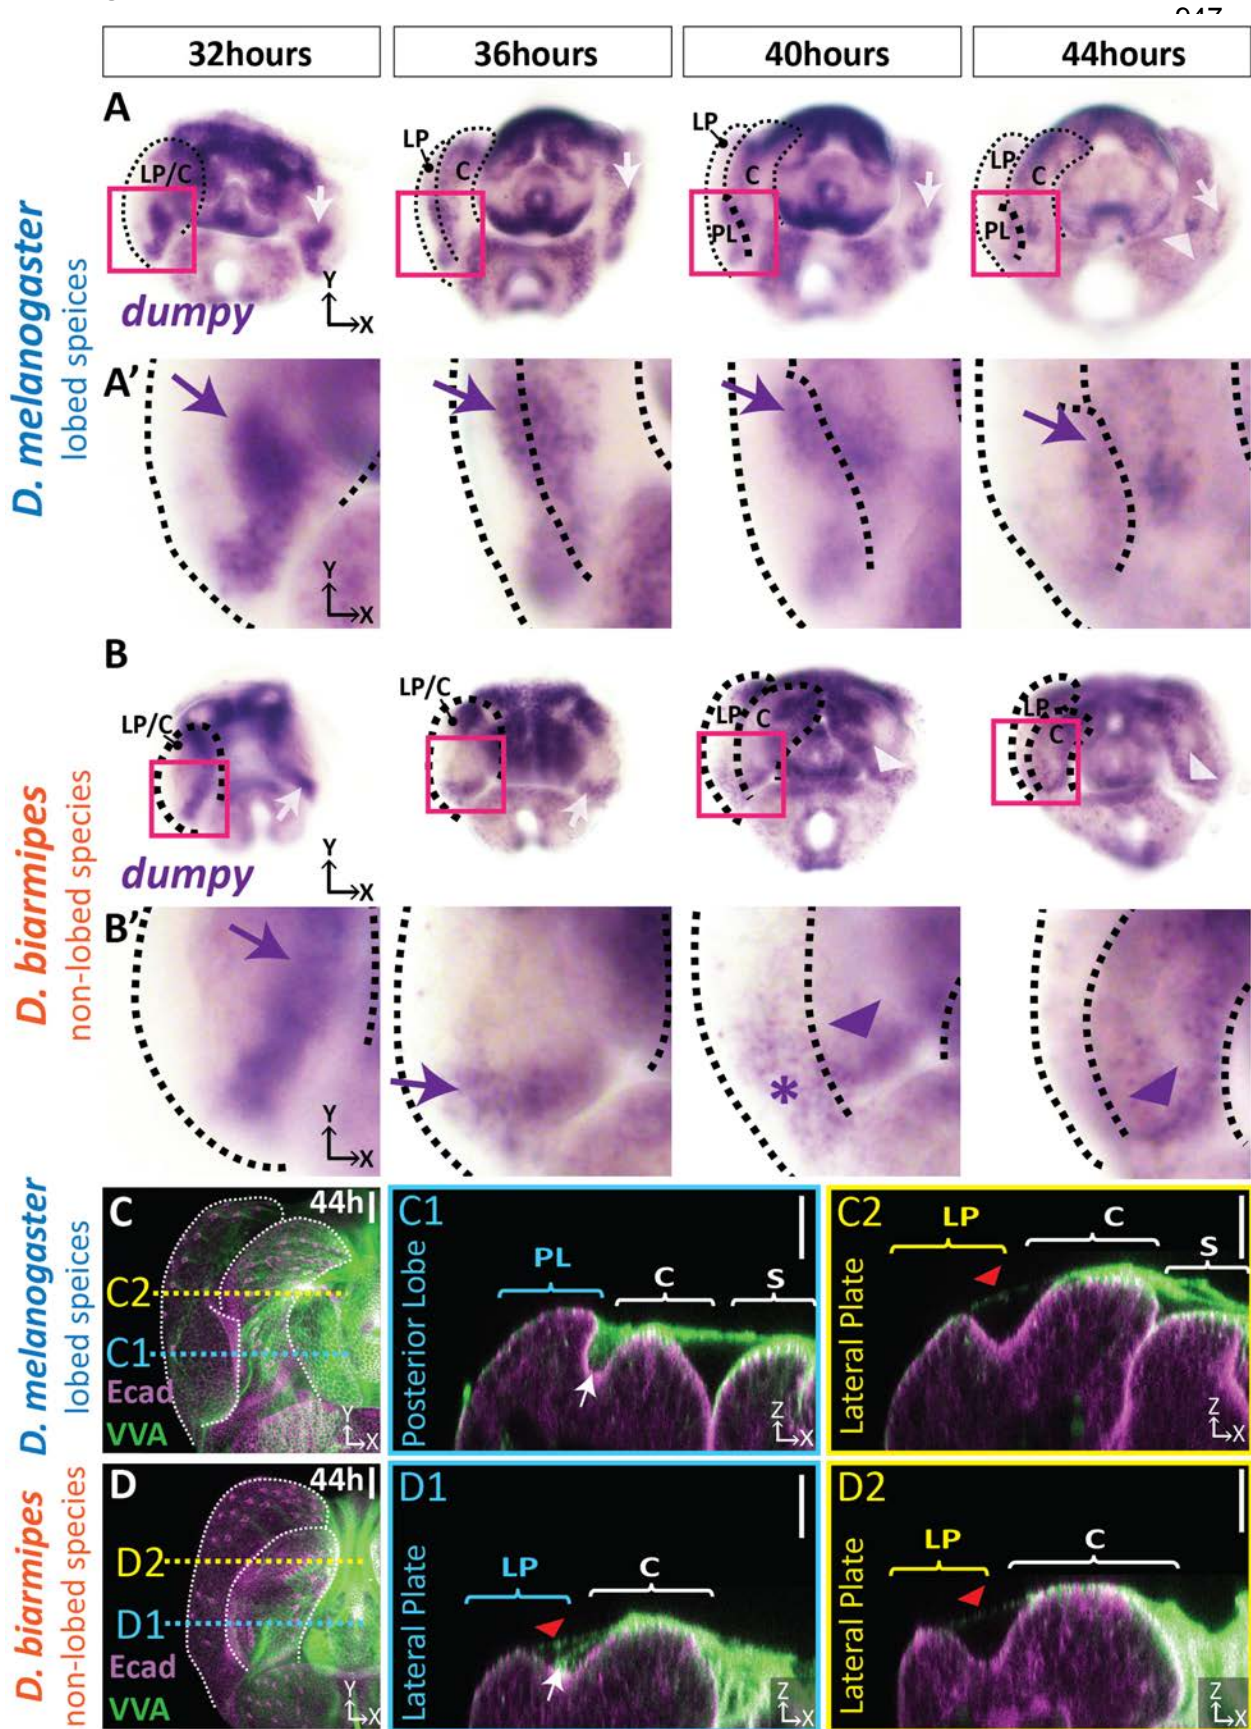 32hours
36hours
40hours
44hours
D. melanogaster
lobed speices
A
LP/C
dumpy
Y
X
LP
C
LP
C
PL
LP
C
PL
A'
Y
X
D. biarmipes
non-lobed species
B
LP/C
dumpy
Y
X
LP/C
LP
C
LP
C
B'
Y
X
*
D. melanogaster
lobed speices
C
44h
C2
C1
Ecad
VVA
Y
X
C1
Posterior Lobe
PL
C
S
Z
X
C2
Lateral Plate
LP
C
S
Z
X
D. biarmipes
non-lobed species
D
44h
D2
D1
Ecad
VVA
Y
X
D1
Lateral Plate
LP
C
Z
X
D2
Lateral Plate
LP
C
Z
X